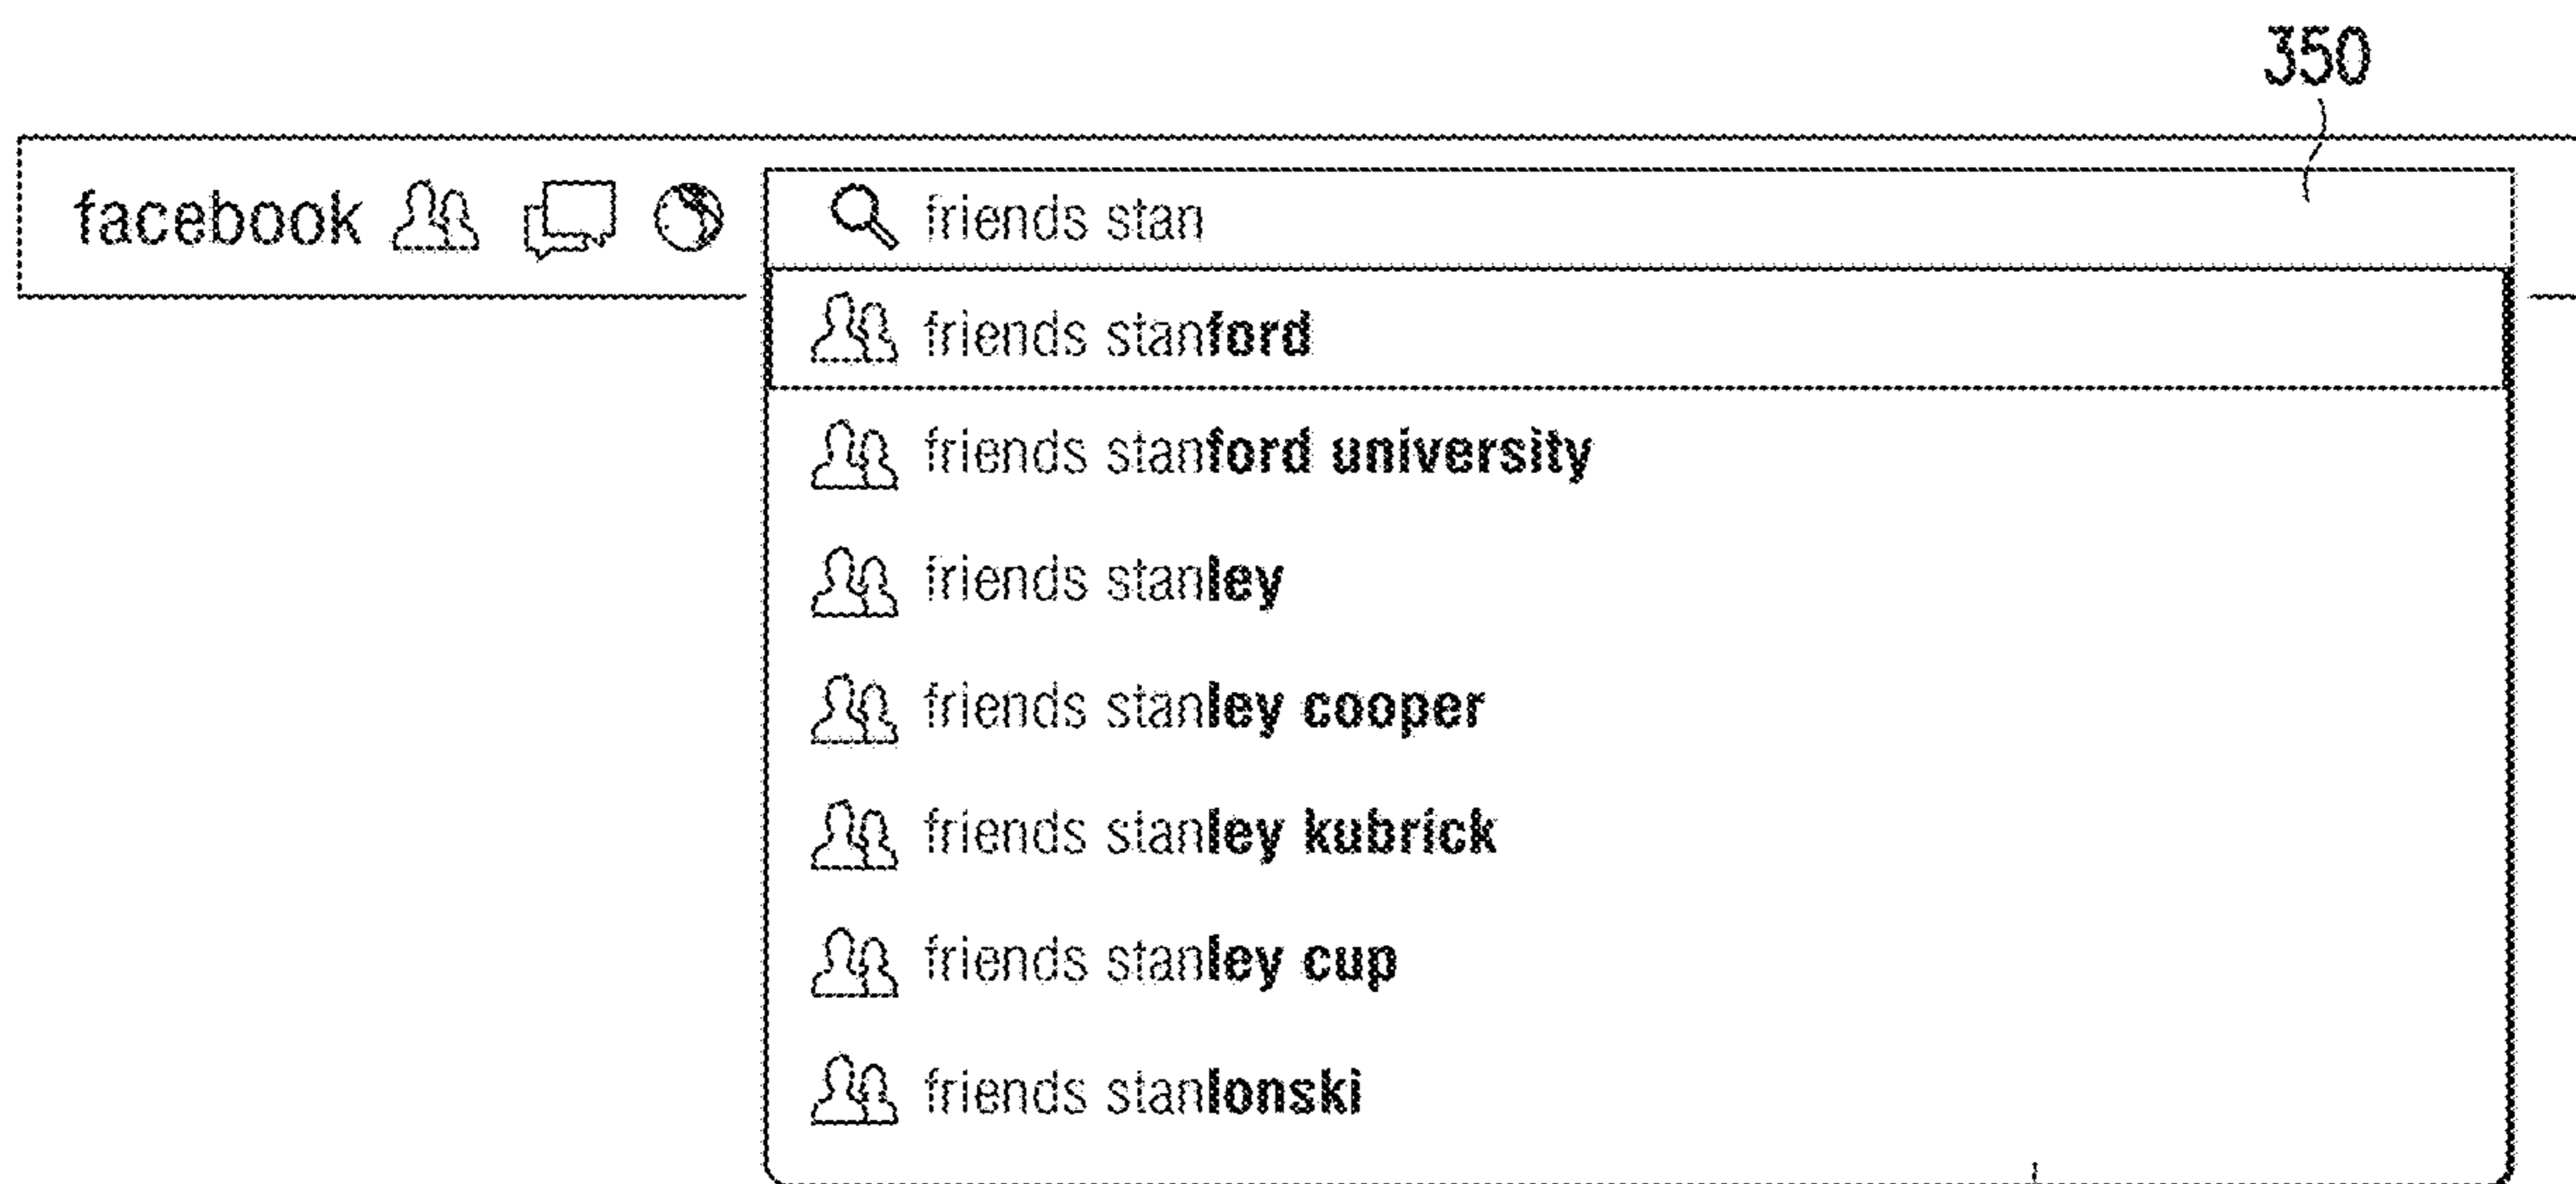 350
facebook friends stan
friends stanford
friends stanford university
friends stanley
friends stanley cooper
friends stanley kubrick
friends stanley cup
friends stanlonski